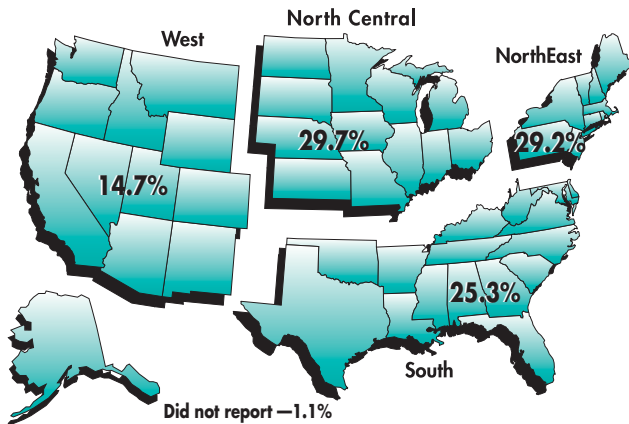 North Central
West
NorthEast
29.7%
29.2%
14.7%
25.3%
South
Did not report —1.1%